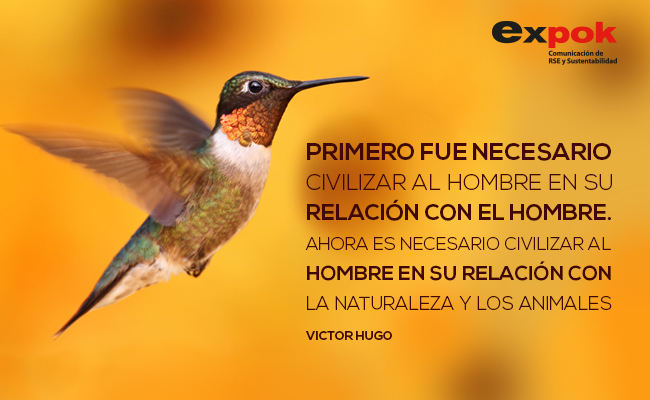 expok
Comunicación de
RSE y Sustentabilidad
PRIMERO FUE NECESARIO
CIVILIZAR AL HOMBRE EN SU
RELACIÓN CON EL HOMBRE.
AHORA ES NECESARIO CIVILIZAR AL
HOMBRE EN SU RELACIÓN CON
LA NATURALEZA Y LOS ANIMALES
VICTOR HUGO